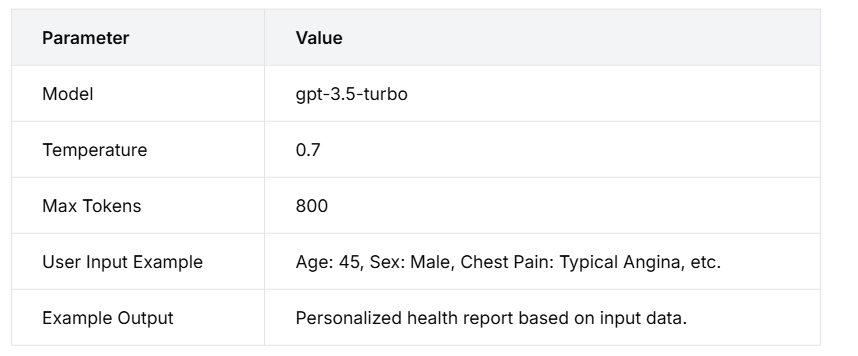 Parameter Value
Model gpt-3.5-turbo
Temperature 0.7
Max Tokens 800
User Input Example Age: 45, Sex: Male, Chest Pain: Typical Angina, etc.
Example Output Personalized health report based on input data.